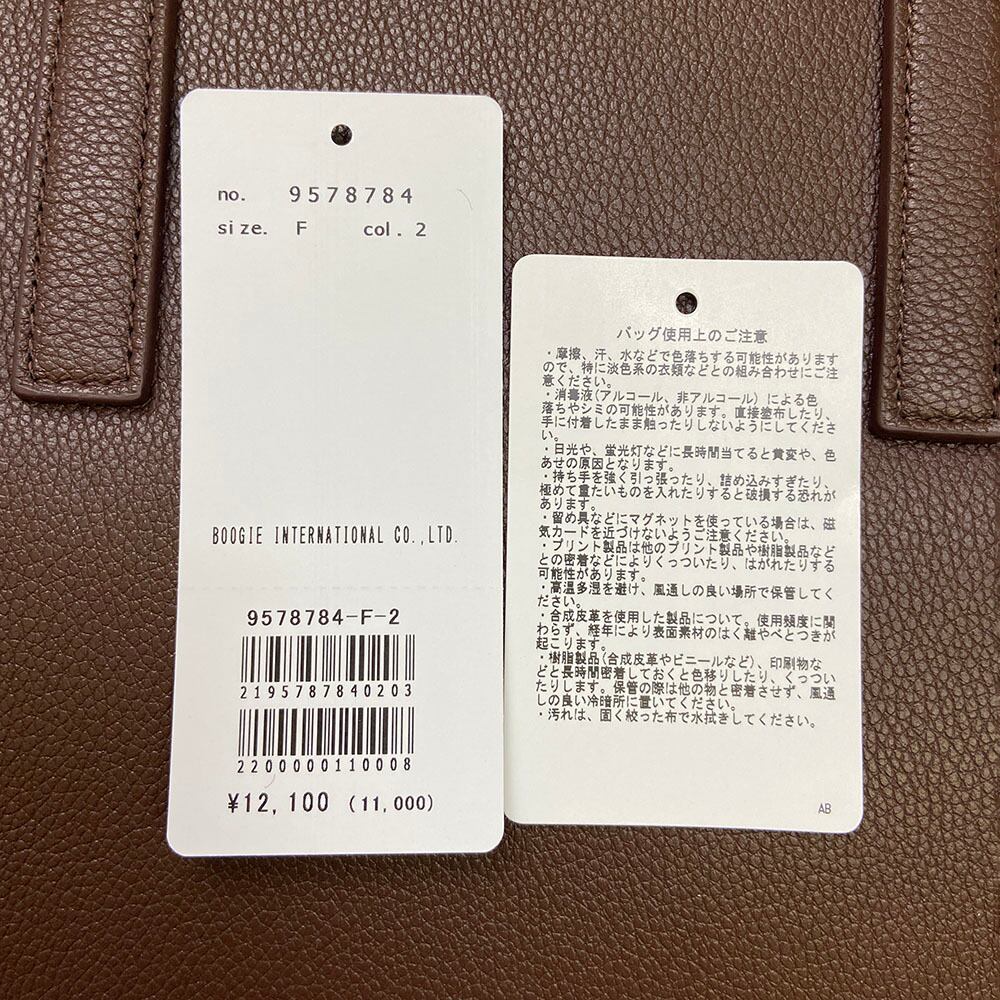 no. 9578784
size. F col. 2
BOOGIE INTERNATIONAL CO.,LTD.
9578784-F-2
2195787840203
2200000110008
¥12,100 (11,000)
バッグ使用上のご注意
・摩擦、汗、水などで色落ちする可能性があります
ので、特に淡色系の衣類などとの組み合わせにご注
意ください。
・消毒液(アルコール、非アルコール)による色
落ちやシミの可能性があります。直接塗布したり、
手に付着したまま触ったりしないようにしてくださ
い。
・日光や、蛍光灯などに長時間当てると黄変や、色
あせの原因となります。
・持ち手を強く引っ張ったり、詰め込みすぎたり、
極めて重たいものを入れたりすると破損する恐れが
あります。
・留め具などにマグネットを使っている場合は、磁
気カードを近づけないようご注意ください。
・プリント製品は他のプリント製品や樹脂製品など
との密着などによりくっついたり、はがれたりする
可能性があります。
・高温多湿を避け、風通しの良い場所で保管してく
ださい。
・合成皮革を使用した製品について。使用頻度に関
わらず、経年により表面素材のはく離やべとつきが
起こります。
・樹脂製品(合成皮革やビニールなど)、印刷物な
どと長時間密着しておくと色移りしたり、くっつい
たりします。保管の際は他の物と密着させず、風通
しの良い冷暗所に置いてください。
・汚れは、固く絞った布で水拭きしてください。
AB